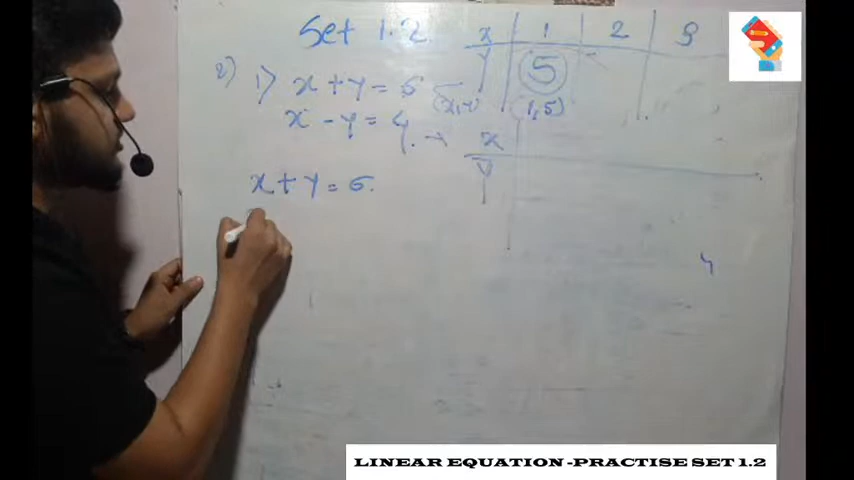 Set 1.2
x 1 2 3
y 5
(1,5)
2) 1) x + y = 6 (x,y)
x - y = 4 → x
y
x + y = 6.
LINEAR EQUATION -PRACTISE SET 1.2